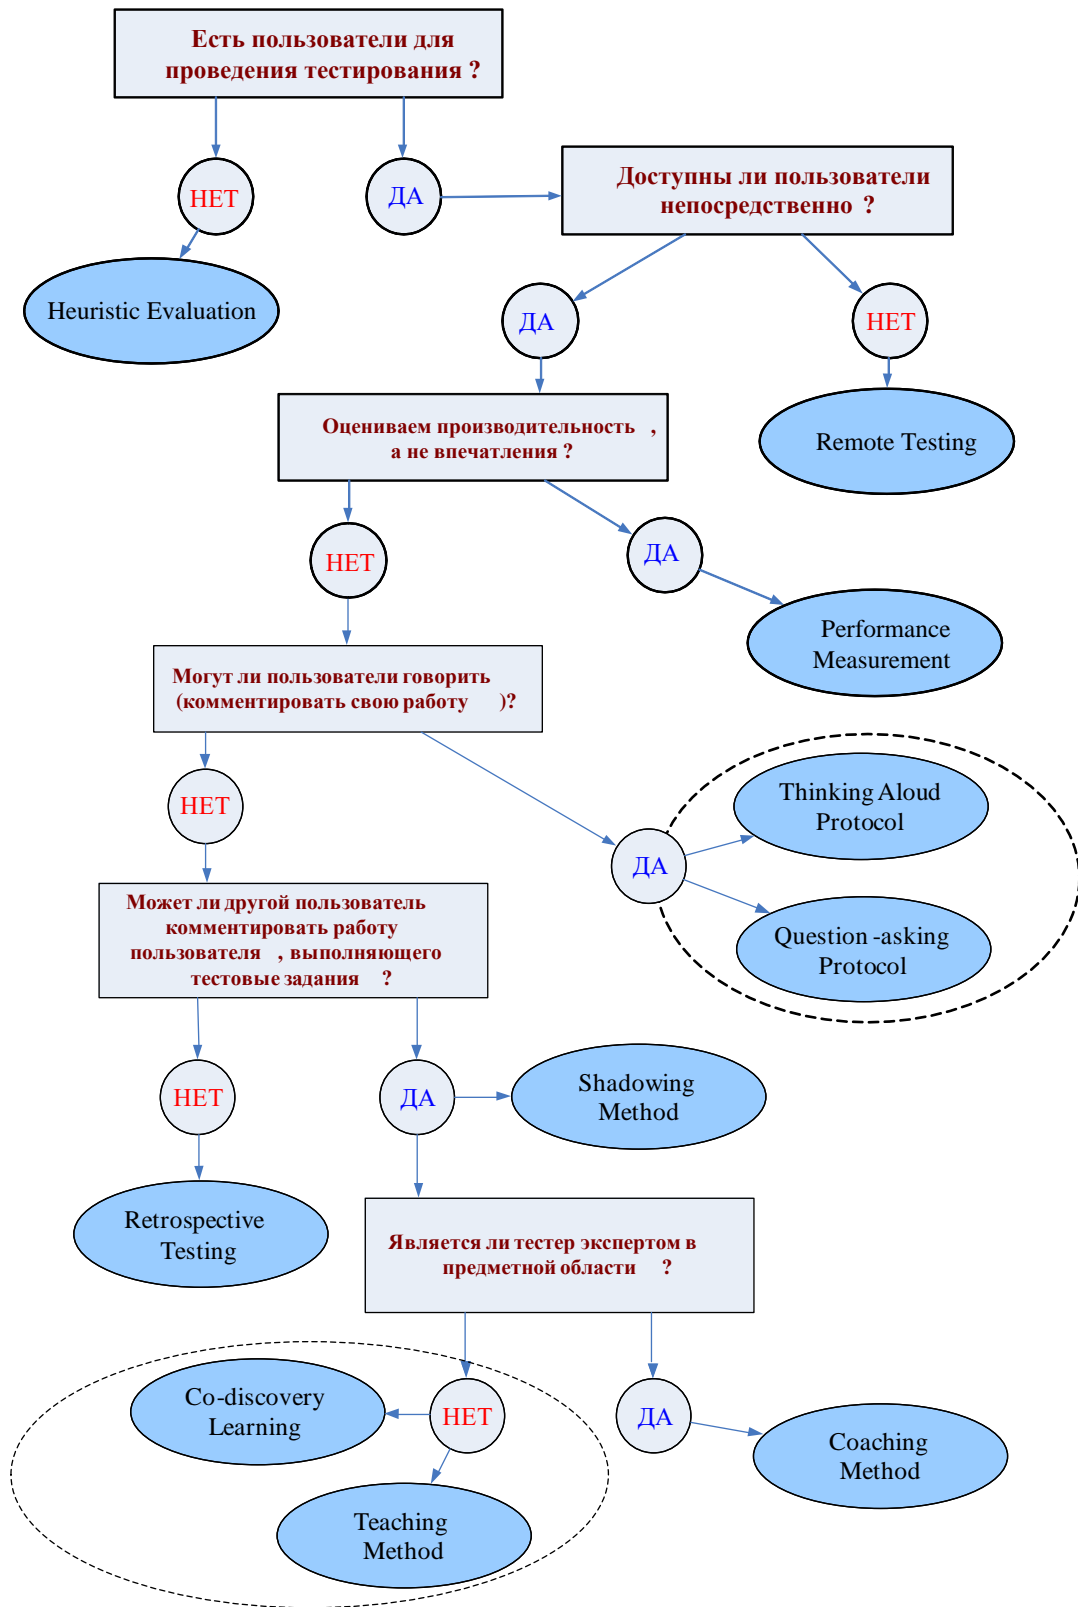 Есть пользователи для
проведения тестирования ?
НЕТ
ДА
Доступны ли пользователи
непосредственно ?
Heuristic Evaluation
ДА
НЕТ
Оцениваем производительность ,
а не впечатления ?
Remote Testing
НЕТ
ДА
Performance
Measurement
Могут ли пользователи говорить
(комментировать свою работу )?
НЕТ
ДА
Thinking Aloud
Protocol
Question -asking
Protocol
Может ли другой пользователь
комментировать работу
пользователя , выполняющего
тестовые задания ?
НЕТ
ДА
Shadowing
Method
Retrospective
Testing
Является ли тестер экспертом в
предметной области ?
Co-discovery
Learning
НЕТ
ДА
Coaching
Method
Teaching
Method